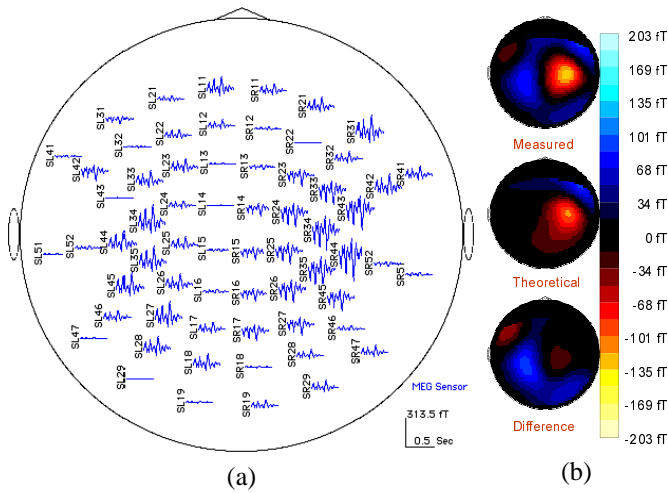 SL11
SR11
SL21
SR21
SL31
SL22
SL12
SR12
SR22
SR31
SL41
SL32
SR32
SL42
SL33
SL23
SL13
SR13
SR23
SR33
SR42
SR41
SL43
SL34
SL24
SL14
SR14
SR24
SR34
SR43
SL51
SL52
SL44
SL35
SL25
SL15
SR15
SR25
SR35
SR44
SR52
SR51
SL45
SL26
SL16
SR16
SR26
SR45
SL47
SL46
SL27
SL17
SR17
SR27
SR46
SL28
SL18
SR18
SR28
SR47
SL29
SL19
SR19
SR29
MEG Sensor
313.5 fT
0.5 Sec
(a)
Measured
Theoretical
Difference
203 fT
169 fT
135 fT
101 fT
68 fT
34 fT
0 fT
-34 fT
-68 fT
-101 fT
-135 fT
-169 fT
-203 fT
(b)